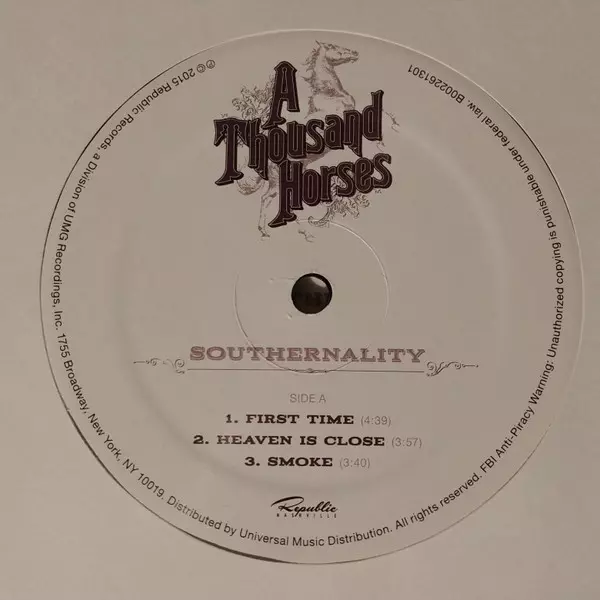 A
Thousand
Horses
SOUTHERNALITY
SIDE A
1. FIRST TIME (4:39)
2. HEAVEN IS CLOSE (3:57)
3. SMOKE (3:40)
Republic
NASHVILLE
℗© 2015 Republic Records, a Division of UMG Recordings, Inc. 1755 Broadway, New York, NY 10019. Distributed by Universal Music Distribution. All rights reserved. FBI Anti-Piracy Warning: Unauthorized copying is punishable under federal law. B002261301